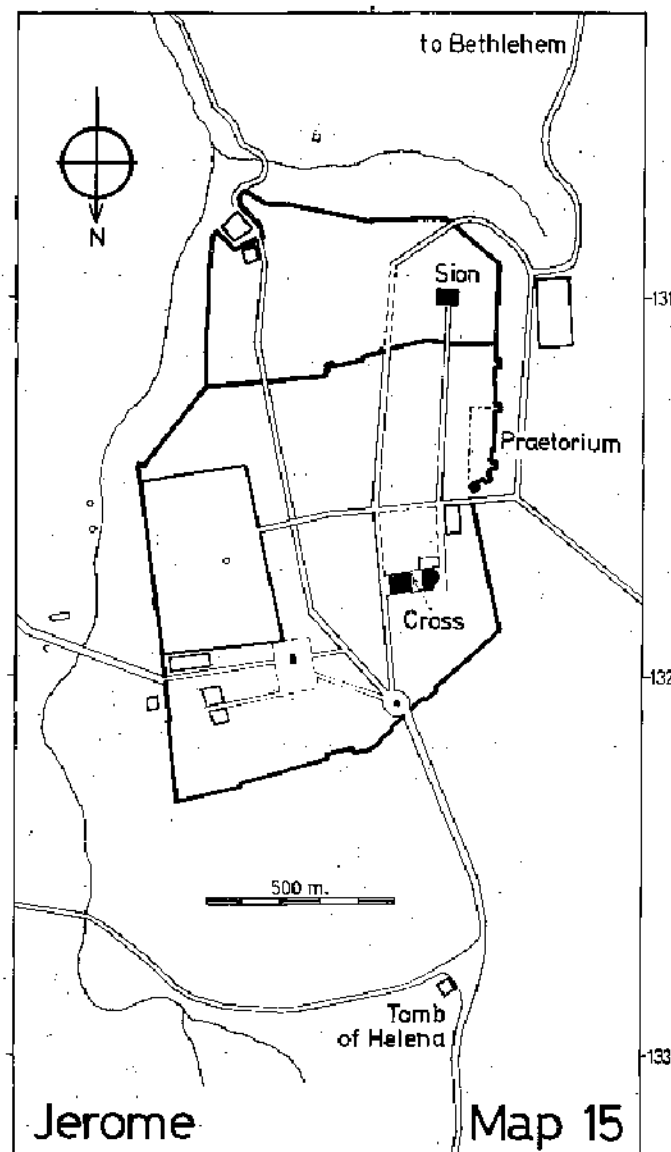 to Bethlehem
N
Sion
131
Praetorium
Cross
132
500 m.
Tomb
of Helena
133
Jerome
Map 15